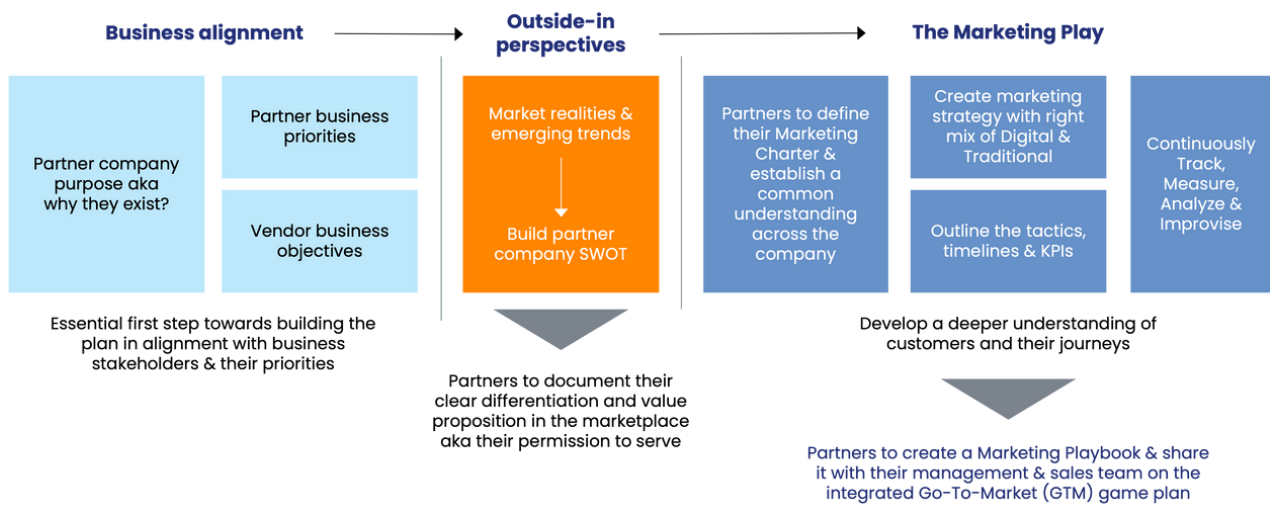 Business alignment
Outside-in
perspectives
The Marketing Play
Partner company
purpose aka
why they exist?
Partner business
priorities
Vendor business
objectives
Essential first step towards building the
plan in alignment with business
stakeholders & their priorities
Market realities &
emerging trends
Build partner
company SWOT
Partners to document their
clear differentiation and value
proposition in the marketplace
aka their permission to serve
Partners to define
their Marketing
Charter &
establish a
common
understanding
across the
company
Create marketing
strategy with right
mix of Digital &
Traditional
Outline the tactics,
timelines & KPIs
Continuously
Track,
Measure,
Analyze &
Improvise
Develop a deeper understanding of
customers and their journeys
Partners to create a Marketing Playbook & share
it with their management & sales team on the
integrated Go-To-Market (GTM) game plan